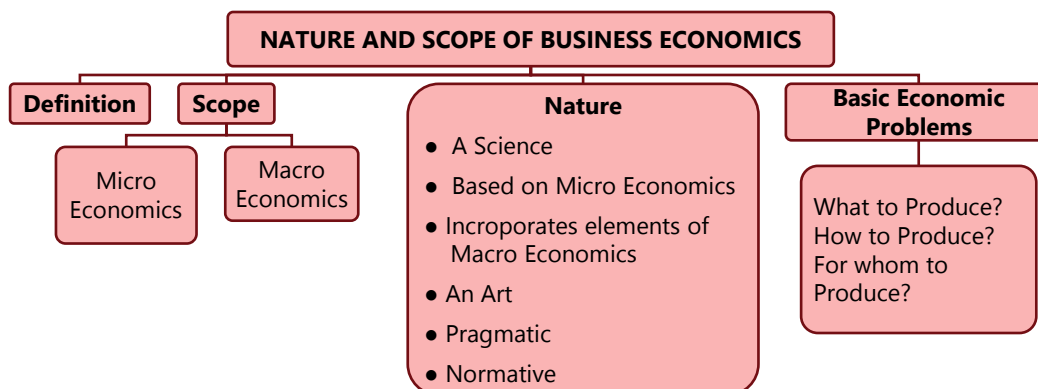 NATURE AND SCOPE OF BUSINESS ECONOMICS
Definition
Scope
Micro
Economics
Macro
Economics
Nature
● A Science
● Based on Micro Economics
● Incroporates elements of
Macro Economics
● An Art
● Pragmatic
● Normative
Basic Economic
Problems
What to Produce?
How to Produce?
For whom to
Produce?